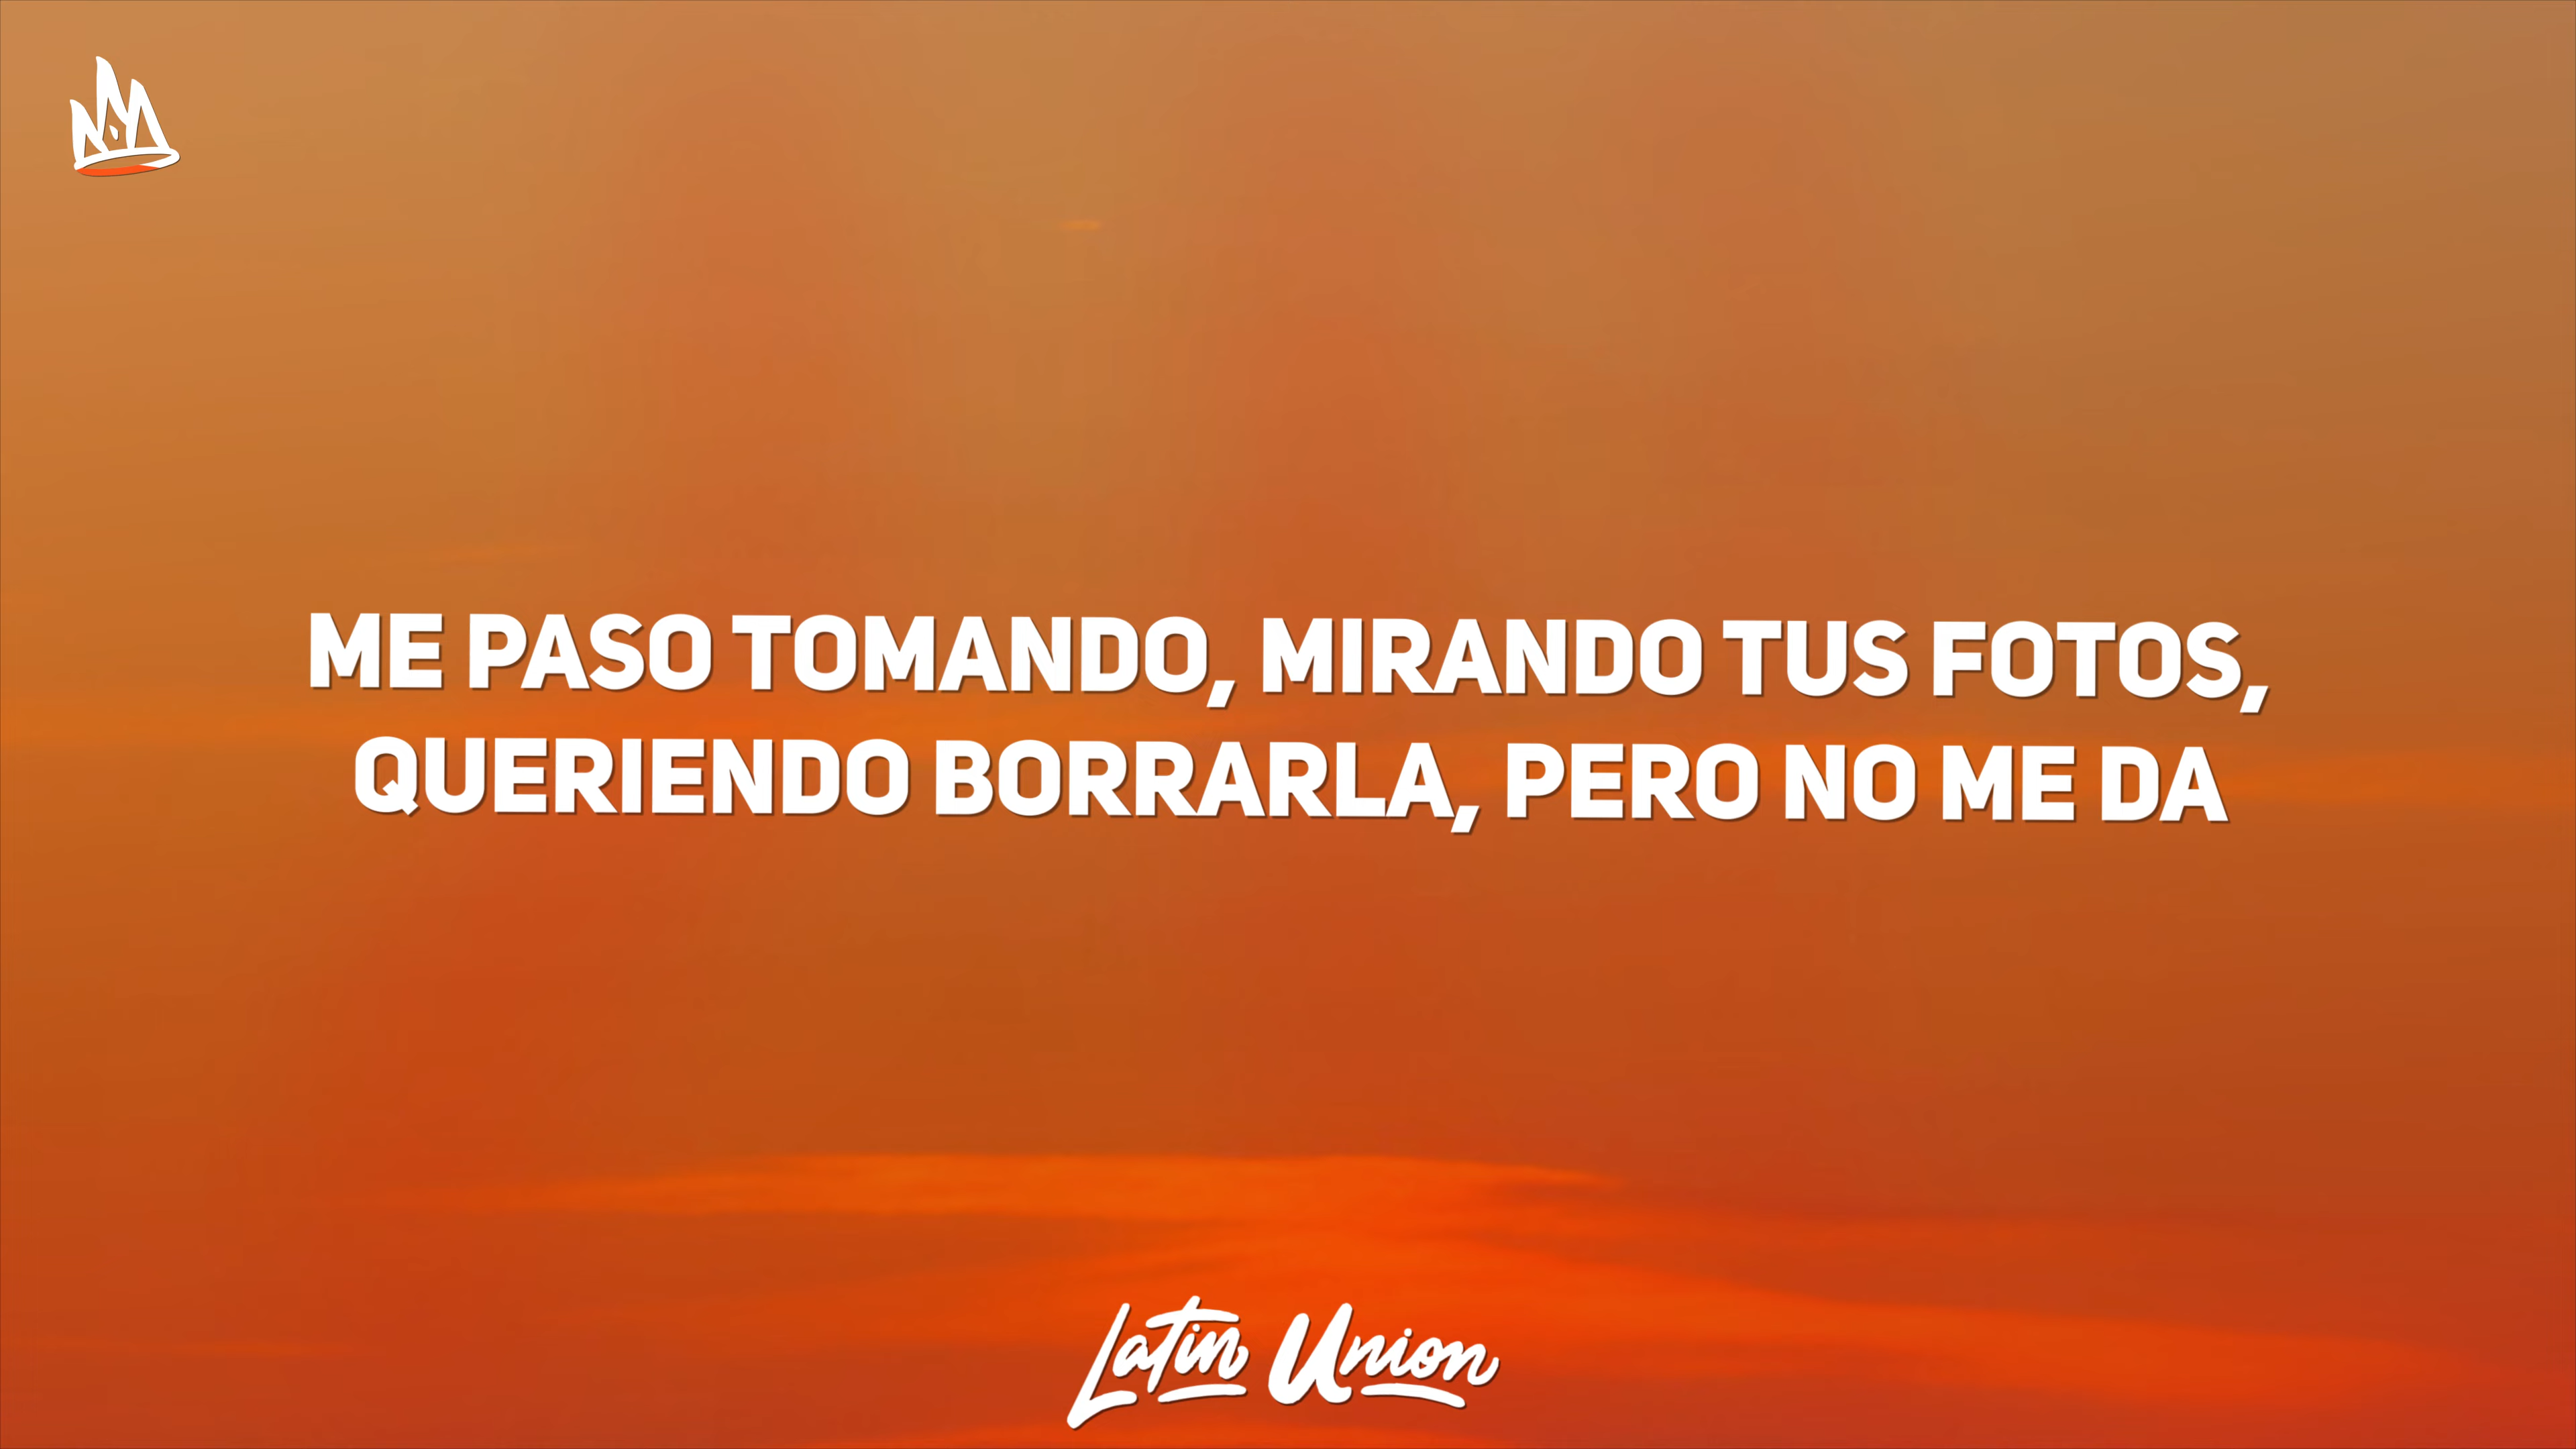 ME PASO TOMANDO, MIRANDO TUS FOTOS,
QUERIENDO BORRARLA, PERO NO ME DA
Latin Union